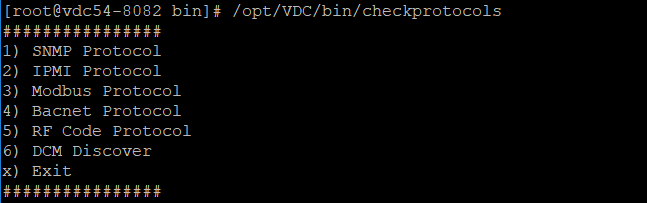 [root@vdc54-8082 bin]# /opt/VDC/bin/checkprotocols
################
1) SNMP Protocol
2) IPMI Protocol
3) Modbus Protocol
4) Bacnet Protocol
5) RF Code Protocol
6) DCM Discover
x) Exit
################